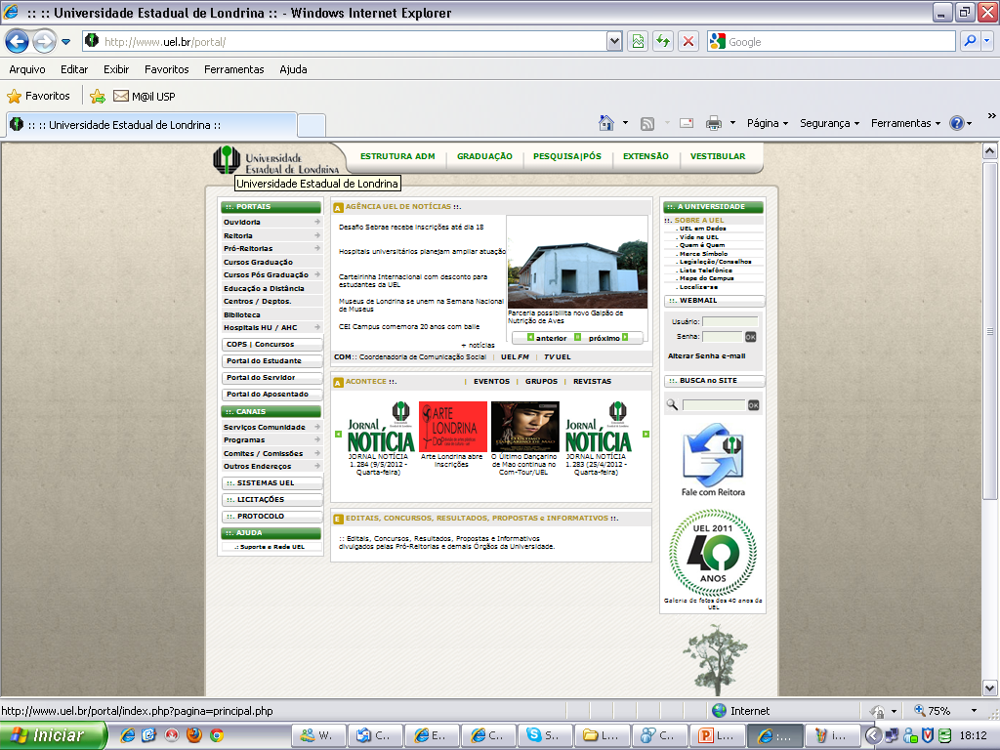 :: :: Universidade Estadual de Londrina :: - Windows Internet Explorer
http://www.uel.br/portal/
Google
Arquivo Editar Exibir Favoritos Ferramentas Ajuda
Favoritos M@il USP
:: :: Universidade Estadual de Londrina ::
Página Segurança Ferramentas
Universidade
Estadual de Londrina
ESTRUTURA ADM GRADUAÇÃO PESQUISA|PÓS EXTENSÃO VESTIBULAR
Universidade Estadual de Londrina
::. PORTAIS
Ouvidoria
Reitoria
Pró-Reitorias
Cursos Graduação
Cursos Pós Graduação
Educação a Distância
Centros / Deptos.
Biblioteca
Hospitais HU / AHC
COPS | Concursos
Portal do Estudante
Portal do Servidor
Portal do Aposentado
::. CANAIS
Serviços Comunidade
Programas
Comites / Comissões
Outros Endereços
::. SISTEMAS UEL
::. LICITAÇÕES
::. PROTOCOLO
::. AJUDA
.: Suporte e Rede UEL
A AGÊNCIA UEL DE NOTÍCIAS ::.
Desafio Sebrae recebe inscrições até dia 18
Hospitais universitários planejam ampliar atuação
Carteirinha Internacional com desconto para
estudantes da UEL
Museus de Londrina se unem na Semana Nacional
de Museus
CEI Campus comemora 20 anos com baile
+ notícias
Parceria possibilita novo Galpão de
Nutrição de Aves
anterior próximo
COM:: Coordenadoria de Comunicação Social | UEL FM | TV UEL
A ACONTECE ::. | EVENTOS | GRUPOS | REVISTAS
JORNAL
NOTÍCIA
JORNAL NOTÍCIA
1.284 (9/5/2012 -
Quarta-feira)
ARTE
LONDRINA
Arte Londrina abre
inscrições
O Último Dançarino
de Mao continua no
Com-Tour/UEL
JORNAL
NOTÍCIA
JORNAL NOTÍCIA
1.283 (25/4/2012 -
Quarta-feira)
E EDITAIS, CONCURSOS, RESULTADOS, PROPOSTAS e INFORMATIVOS ::.
:: Editais, Concursos, Resultados, Propostas e Informativos
divulgados pelas Pró-Reitorias e demais Órgãos da Universidade.
::. A UNIVERSIDADE
::. SOBRE A UEL
. UEL em Dados
. Vida na UEL
. Quem é Quem
. Marca Símbolo
. Legislação/Conselhos
. Lista Telefônica
. Mapa do Campus
. Localize-se
::. WEBMAIL
Usuário:
Senha: OK
Alterar Senha e-mail
::. BUSCA no SITE
OK
Fale com Reitora
UEL 2011
40
ANOS
Galeria de fotos dos 40 anos da
UEL
http://www.uel.br/portal/index.php?pagina=principal.php
Internet 75%
Iniciar W. C... E... C... S... L... C... L... :... i... 18:12